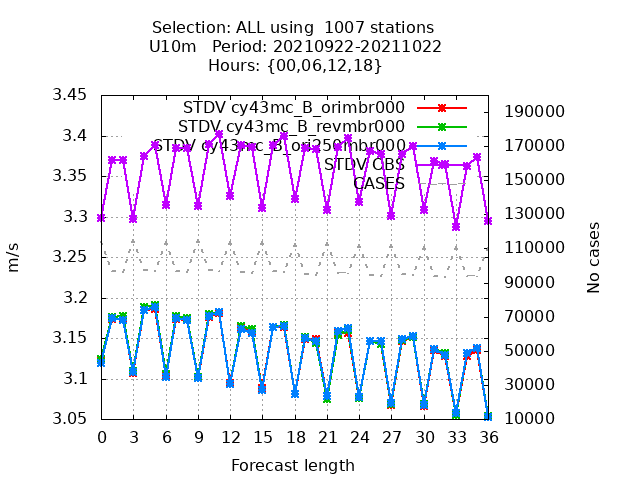 Selection: ALL using  1007 stations
U10m   Period: 20210922-20211022
Hours: {00,06,12,18}
STDV cy43mc_B_orimbr000
STDV cy43mc_B_revmbr000
STDV OBS
CASES
3.45
3.4
3.35
3.3
3.25
3.2
3.15
3.1
3.05
190000
170000
150000
130000
110000
90000
70000
50000
30000
10000
m/s
No cases
0 3 6 9 12 15 18 21 24 27 30 33 36
Forecast length